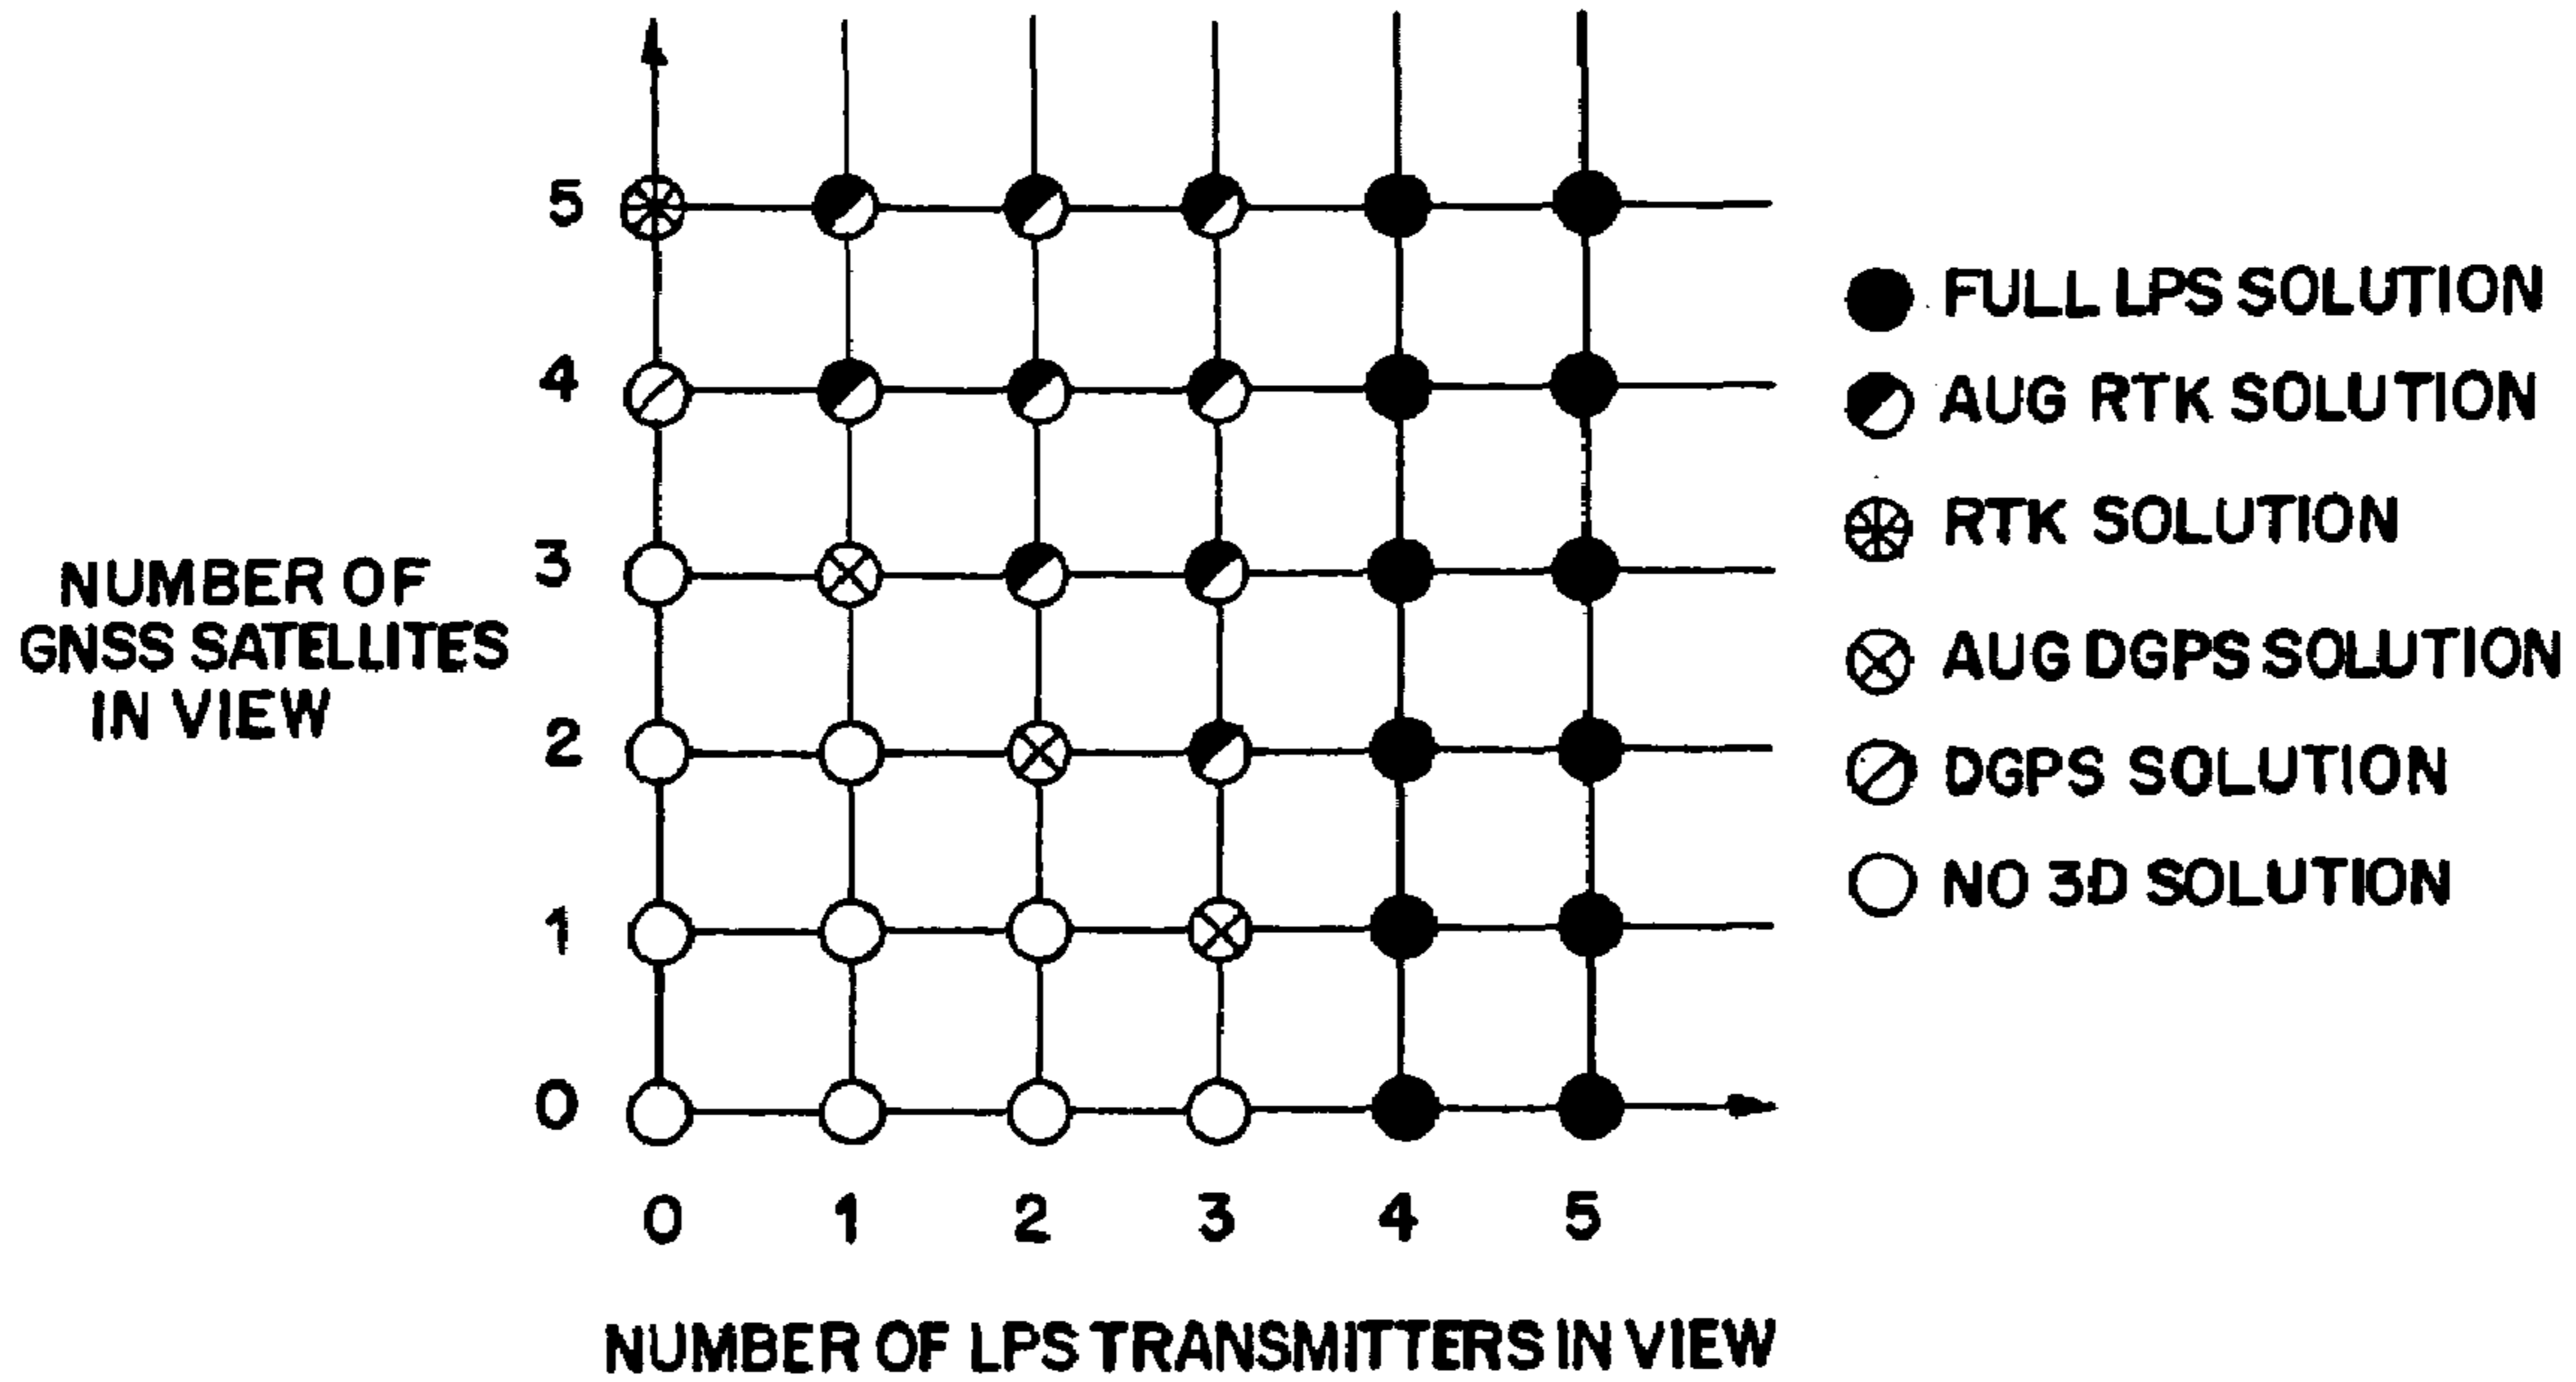 5
4
3
2
1
0
NUMBER OF
GNSS SATELLITES
IN VIEW
0 1 2 3 4 5
NUMBER OF LPS TRANSMITTERS IN VIEW
FULL LPS SOLUTION
AUG RTK SOLUTION
RTK SOLUTION
AUG DGPS SOLUTION
DGPS SOLUTION
NO 3D SOLUTION